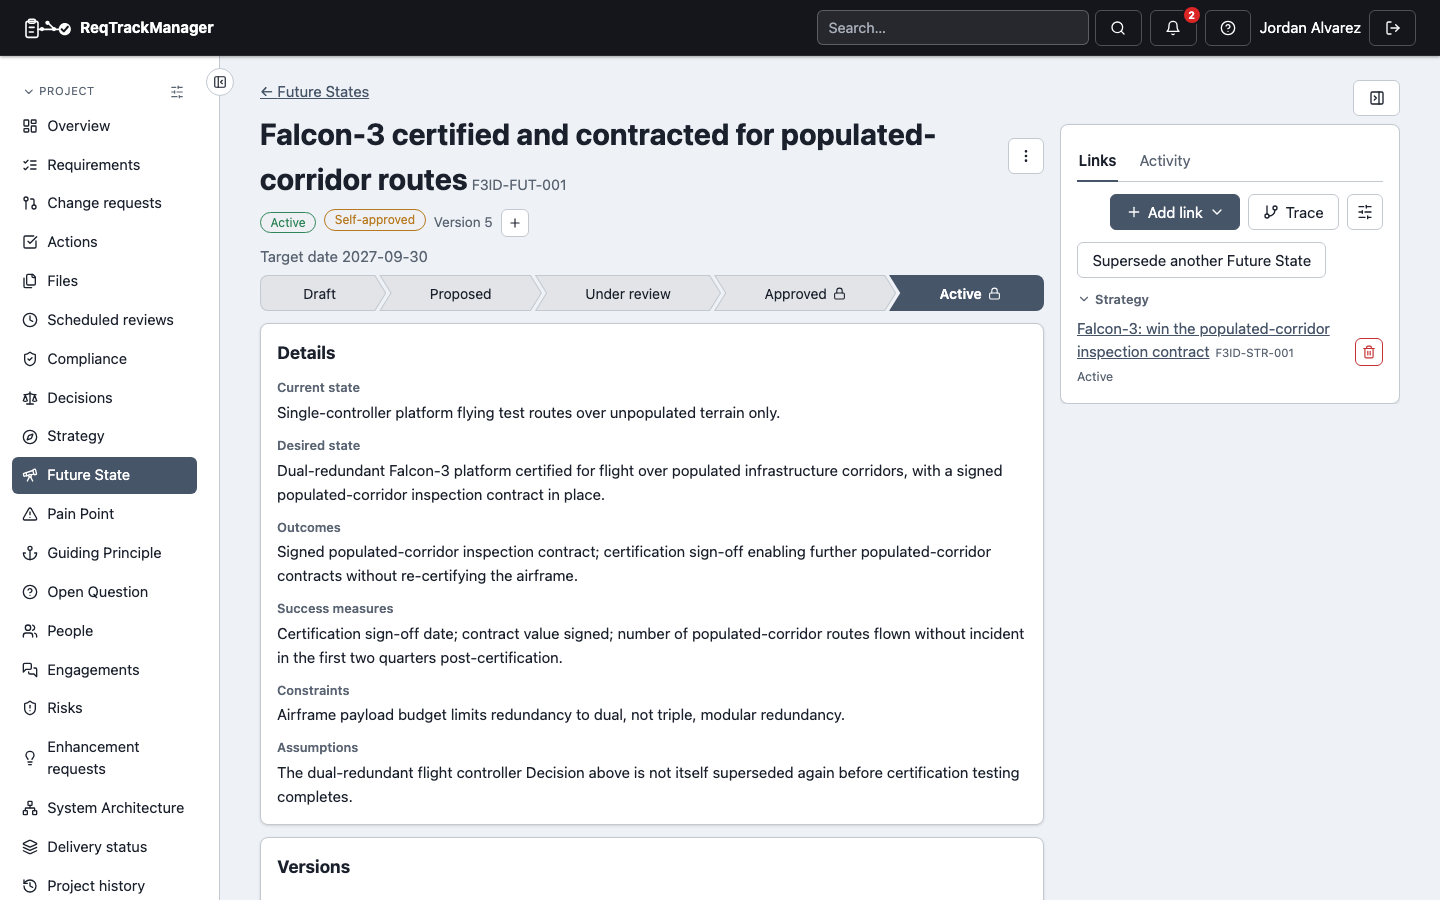 ReqTrackManager
Search...
2
Jordan Alvarez
PROJECT
Overview
Requirements
Change requests
Actions
Files
Scheduled reviews
Compliance
Decisions
Strategy
Future State
Pain Point
Guiding Principle
Open Question
People
Engagements
Risks
Enhancement
requests
System Architecture
Delivery status
Project history
← Future States
Falcon-3 certified and contracted for populated-
corridor routes F3ID-FUT-001
Active Self-approved Version 5 +
Target date 2027-09-30
Draft Proposed Under review Approved Active
Details
Current state
Single-controller platform flying test routes over unpopulated terrain only.
Desired state
Dual-redundant Falcon-3 platform certified for flight over populated infrastructure corridors, with a signed
populated-corridor inspection contract in place.
Outcomes
Signed populated-corridor inspection contract; certification sign-off enabling further populated-corridor
contracts without re-certifying the airframe.
Success measures
Certification sign-off date; contract value signed; number of populated-corridor routes flown without incident
in the first two quarters post-certification.
Constraints
Airframe payload budget limits redundancy to dual, not triple, modular redundancy.
Assumptions
The dual-redundant flight controller Decision above is not itself superseded again before certification testing
completes.
Versions
Links Activity
+ Add link Trace
Supersede another Future State
Strategy
Falcon-3: win the populated-corridor
inspection contract F3ID-STR-001
Active